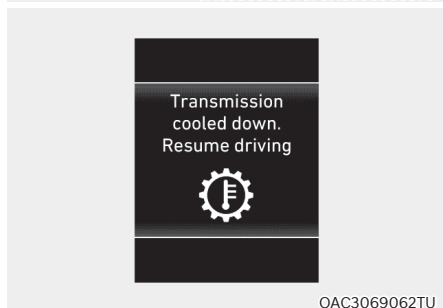 Transmission
cooled down.
Resume driving
OAC3069062TU